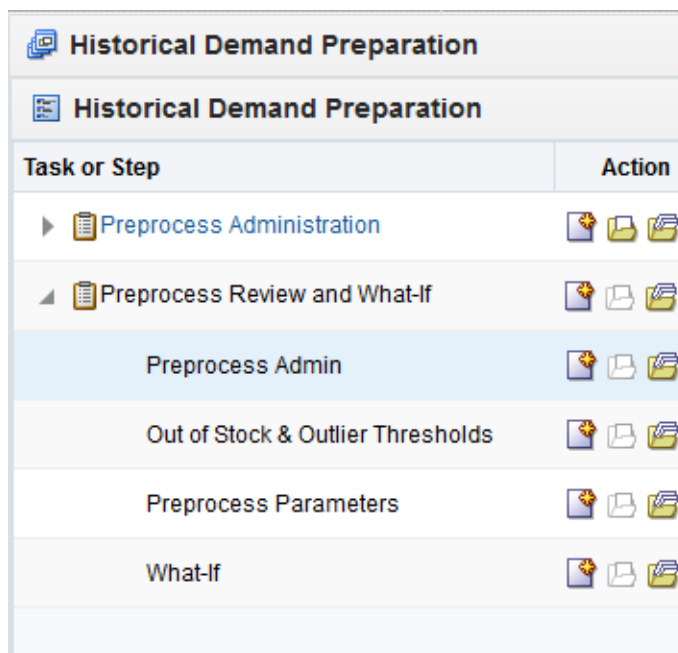 Historical Demand Preparation
Historical Demand Preparation
Task or Step Action
Preprocess Administration
Preprocess Review and What-If
Preprocess Admin
Out of Stock & Outlier Thresholds
Preprocess Parameters
What-If